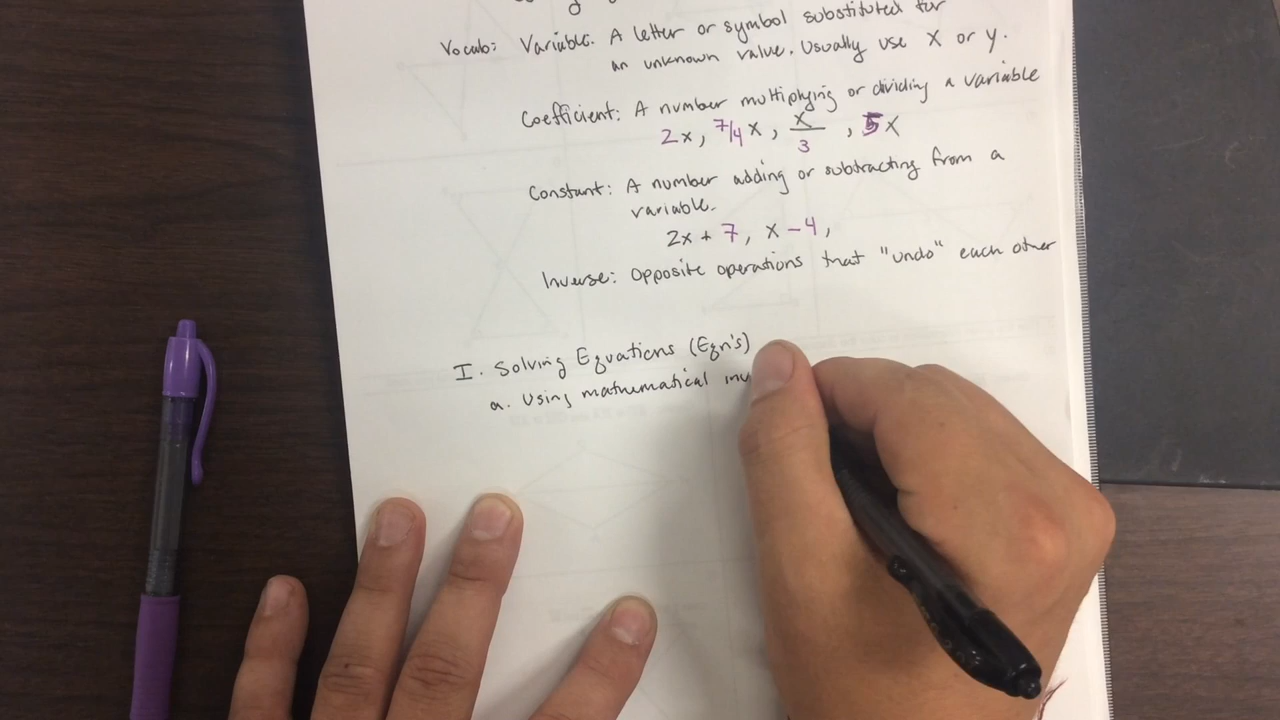 Vocab: Variable. A letter or symbol substituted for
an unknown value. Usually use X or y.
Coefficient: A number multiplying or dividing a variable
2x, 7/4 x, x/3, 5x
Constant: A number adding or subtracting from a
variable.
2x + 7, x - 4,
Inverse: Opposite operations that "undo" each other
I. Solving Equations (Eqn's)
a. Using mathematical inv